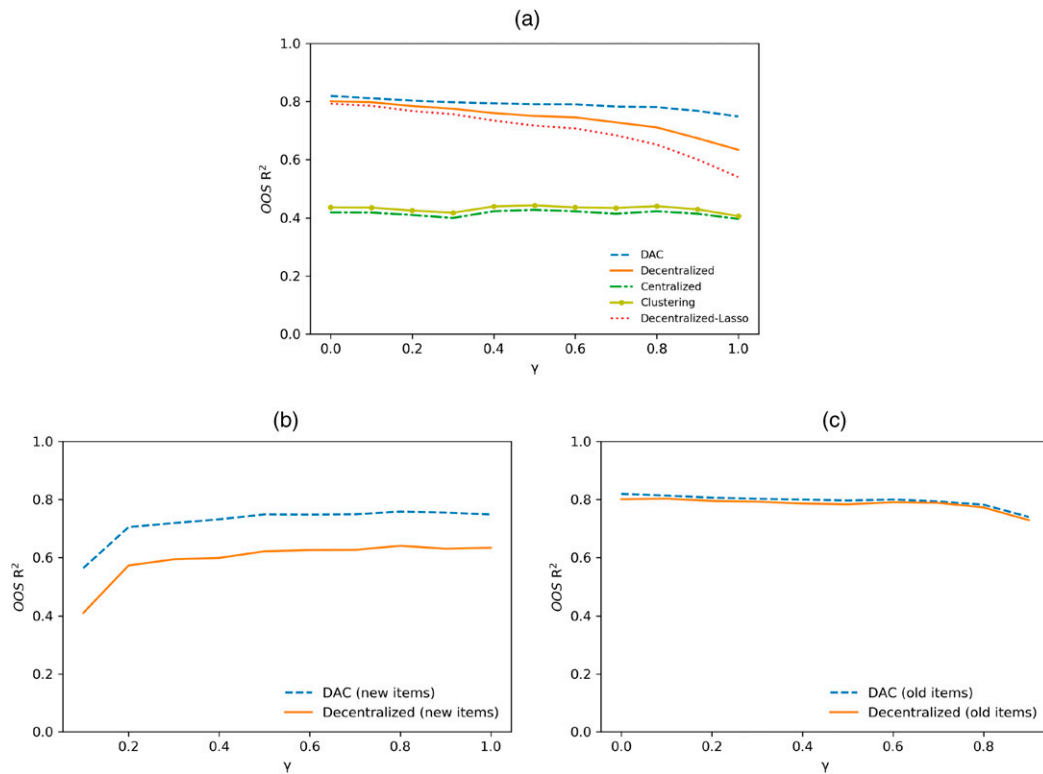 (a)
1.0
0.8
0.6
0.4
0.2
0.0
OOS R²
DAC
Decentralized
Centralized
Clustering
Decentralized-Lasso
0.0 0.2 0.4 0.6 0.8 1.0
γ
(b)
1.0
0.8
0.6
0.4
0.2
0.0
OOS R²
DAC (new items)
Decentralized (new items)
0.2 0.4 0.6 0.8 1.0
γ
(c)
1.0
0.8
0.6
0.4
0.2
0.0
OOS R²
DAC (old items)
Decentralized (old items)
0.0 0.2 0.4 0.6 0.8
γ